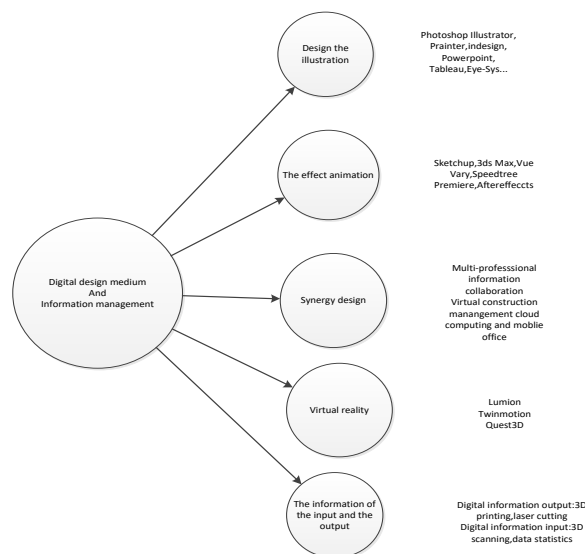 Design the
illustration
Photoshop Illustrator,
Prainter,indesign,
Powerpoint,
Tableau,Eye-Sys...
The effect animation
Sketchup,3ds Max,Vue
Vary,Speedtree
Premiere,Aftereffeccts
Digital design medium
And
Information management
Synergy design
Multi-professsional
information
collaboration
Virtual construction
manangement cloud
computing and moblie
office
Virtual reality
Lumion
Twinmotion
Quest3D
The information of
the input and the
output
Digital information output:3D
printing,laser cutting
Digital information input:3D
scanning,data statistics